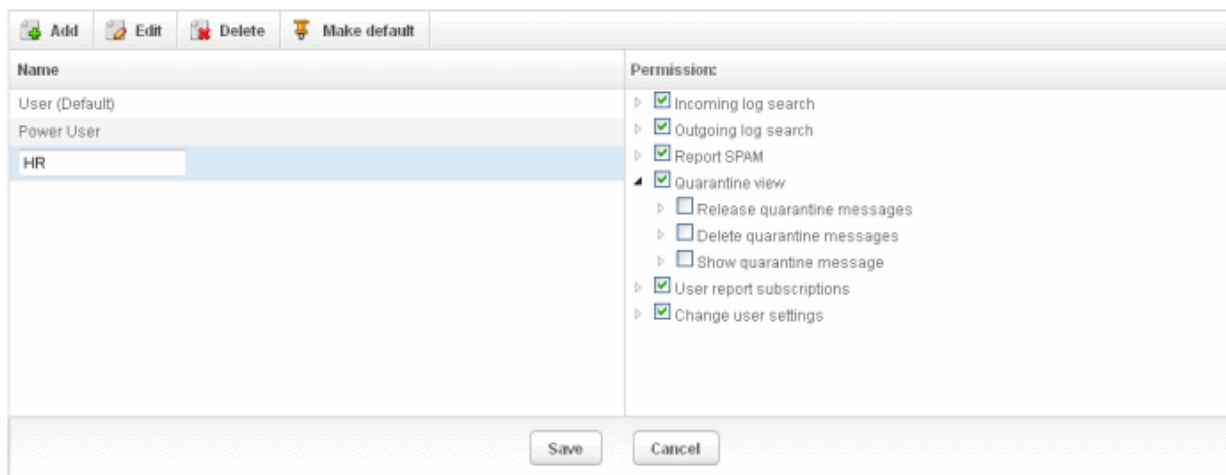 Add Edit Delete Make default
Name
Permission:
User (Default)
Power User
HR
Incoming log search
Outgoing log search
Report SPAM
Quarantine view
Release quarantine messages
Delete quarantine messages
Show quarantine message
User report subscriptions
Change user settings
Save Cancel